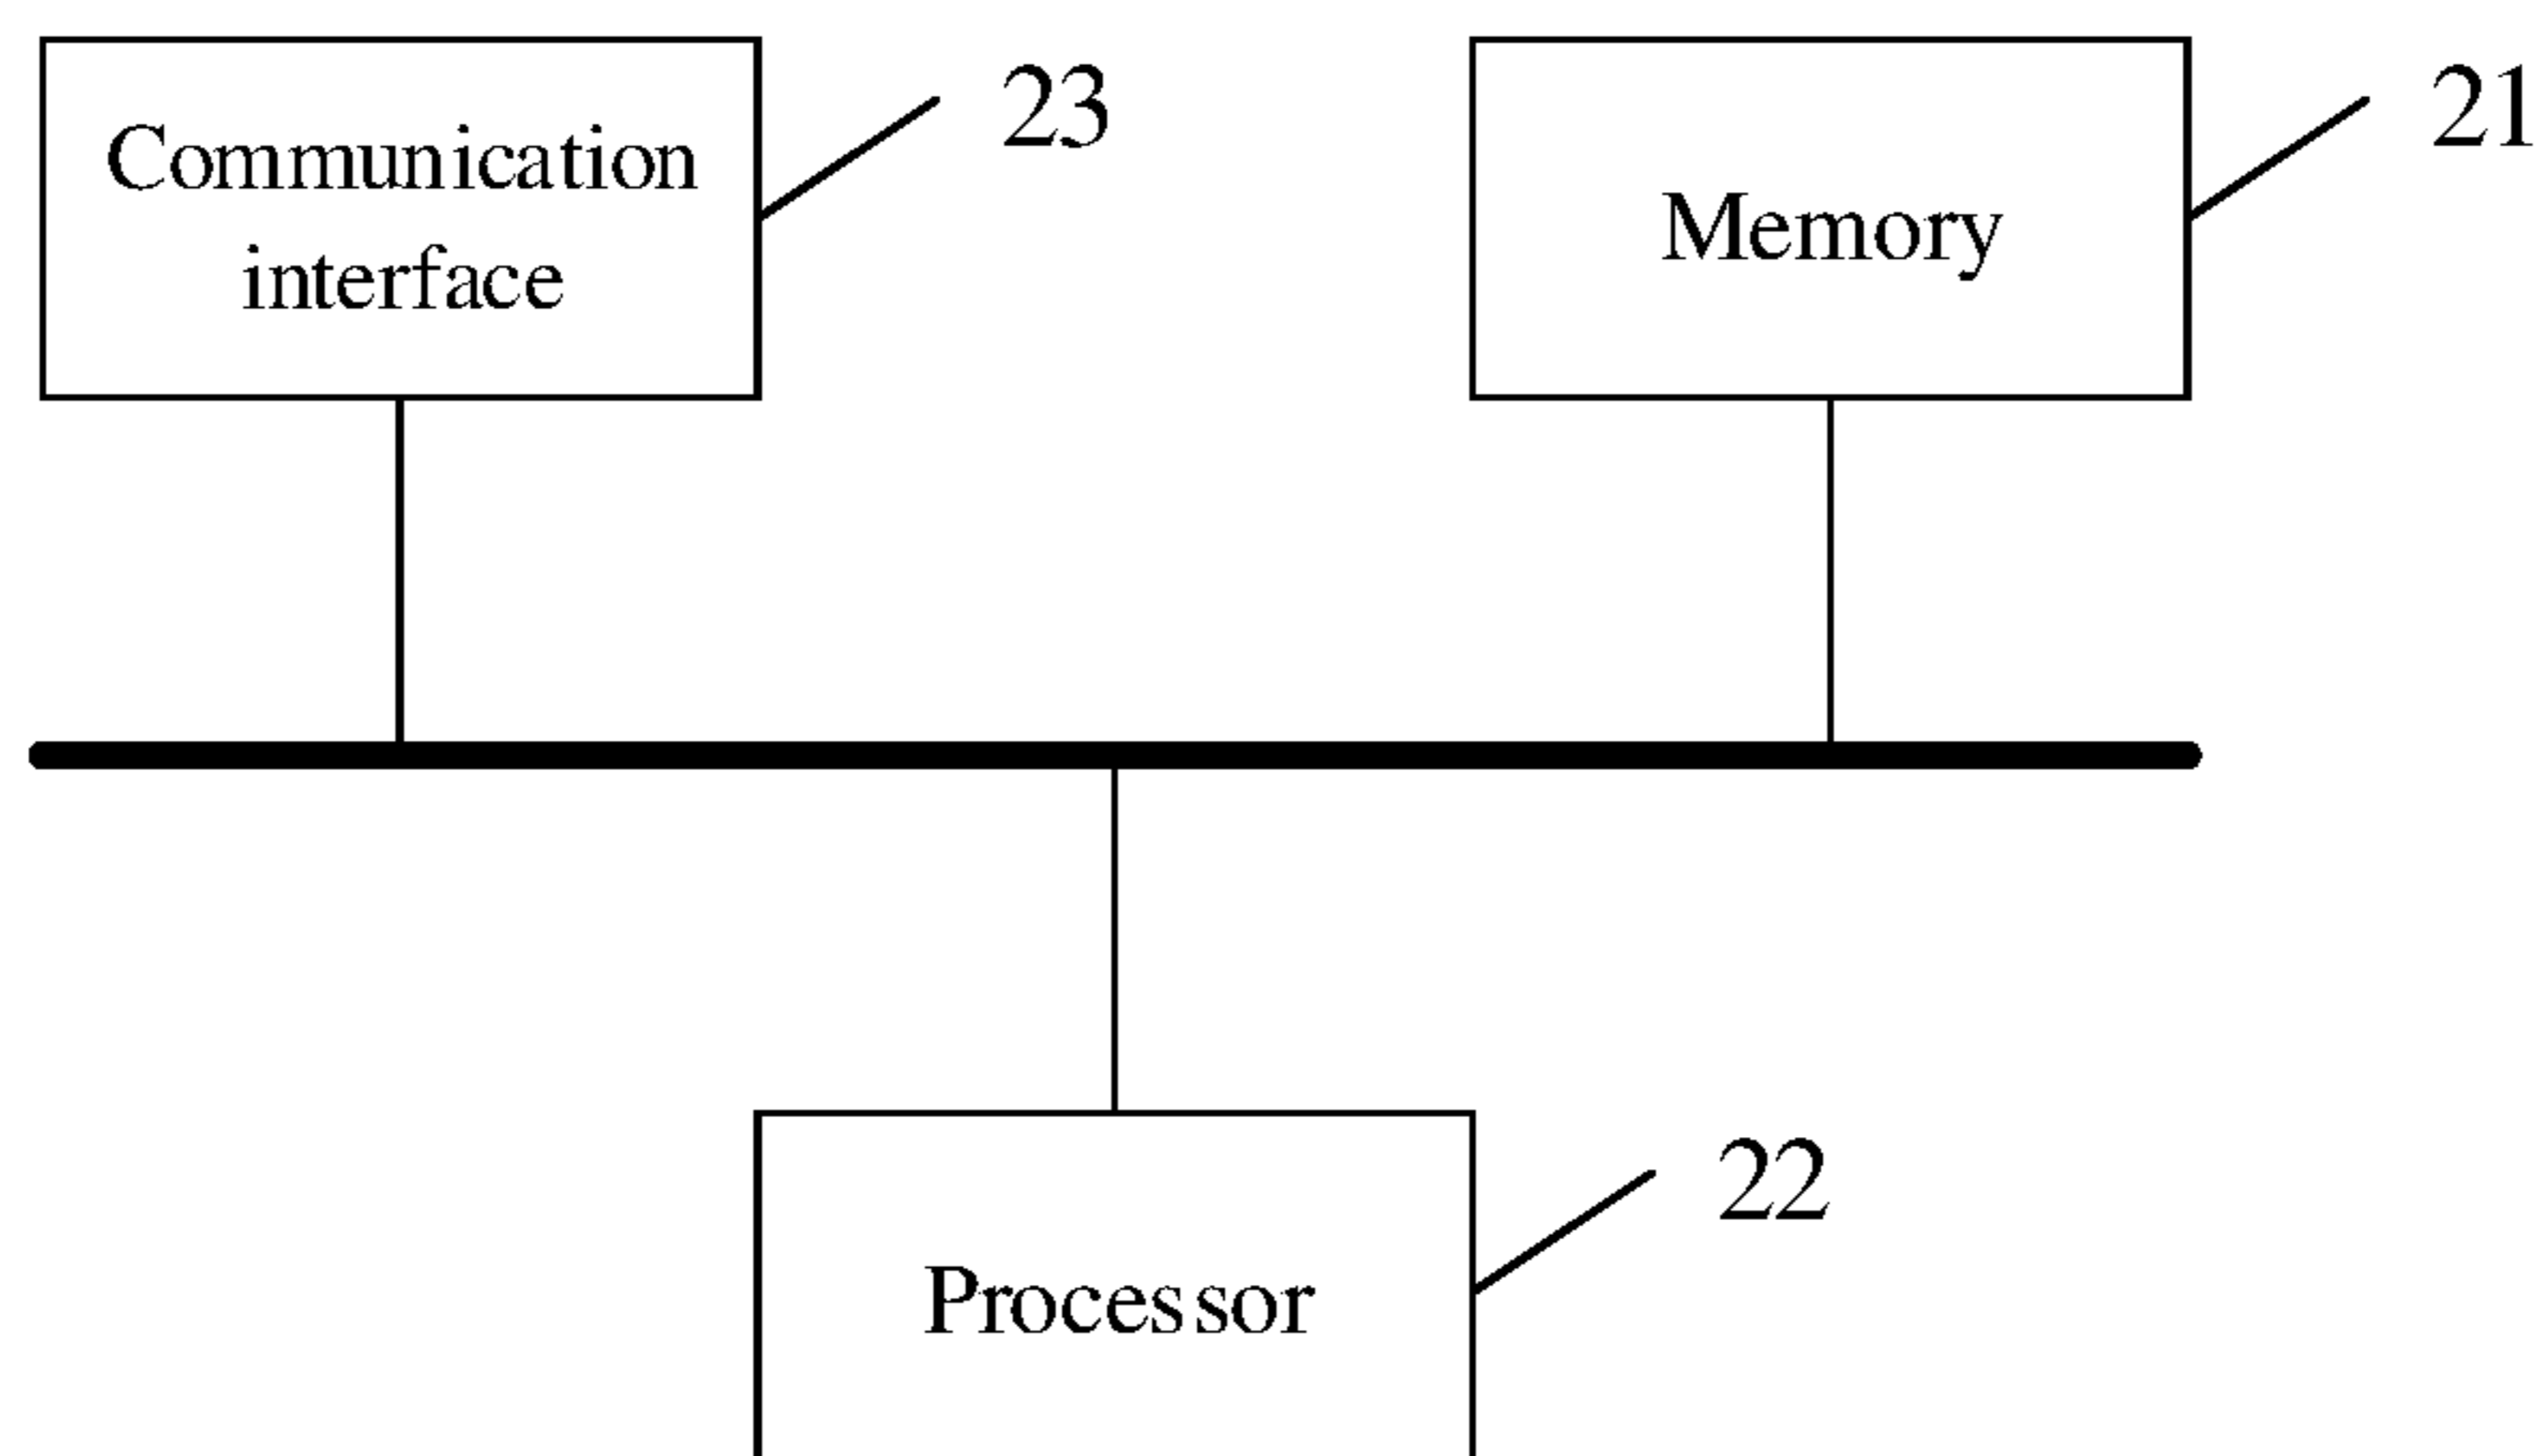 Communication
interface
23
Memory
21
Processor
22